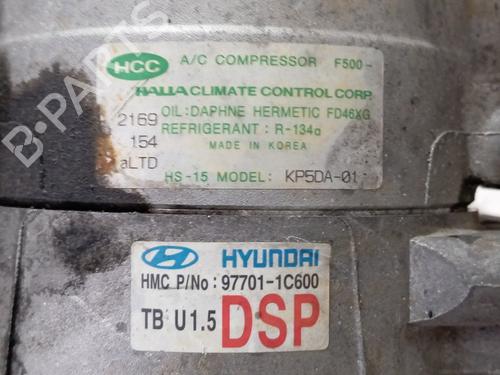 HCC A/C COMPRESSOR F500-
HALLA CLIMATE CONTROL CORP.
OIL:DAPHNE HERMETIC FD46XG
2169 REFRIGERANT : R-134a
154 MADE IN KOREA
aLTD
HS-15 MODEL: KP5DA-01
HYUNDAI
HMC P/No : 97701-1C600
TB U1.5 DSP